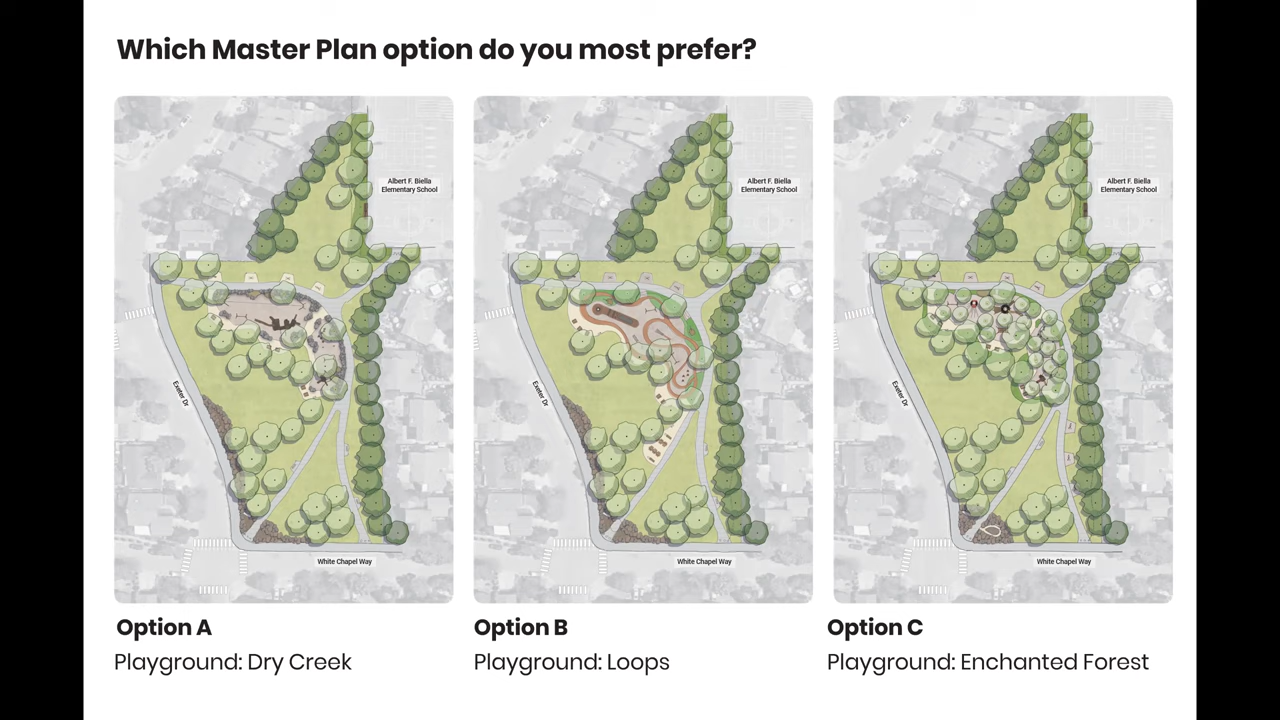 Which Master Plan option do you most prefer?
Albert F. Biella
Elementary School
Exeter Dr
White Chapel Way
Albert F. Biella
Elementary School
Exeter Dr
White Chapel Way
Albert F. Biella
Elementary School
Exeter Dr
White Chapel Way
Option A
Playground: Dry Creek
Option B
Playground: Loops
Option C
Playground: Enchanted Forest